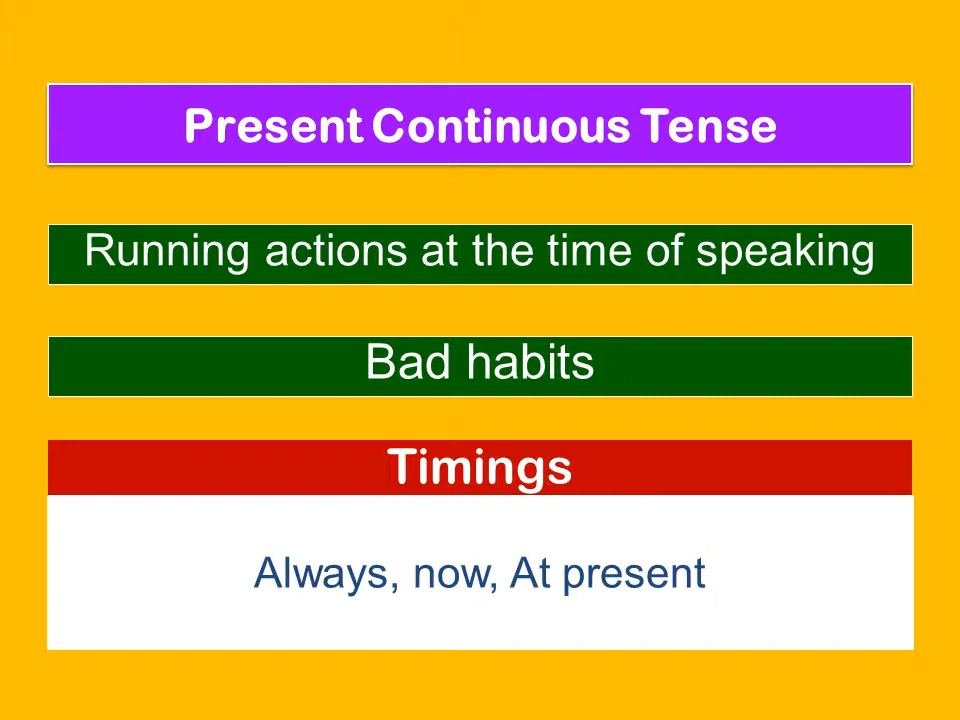 Present Continuous Tense
Running actions at the time of speaking
Bad habits
Timings
Always, now, At present